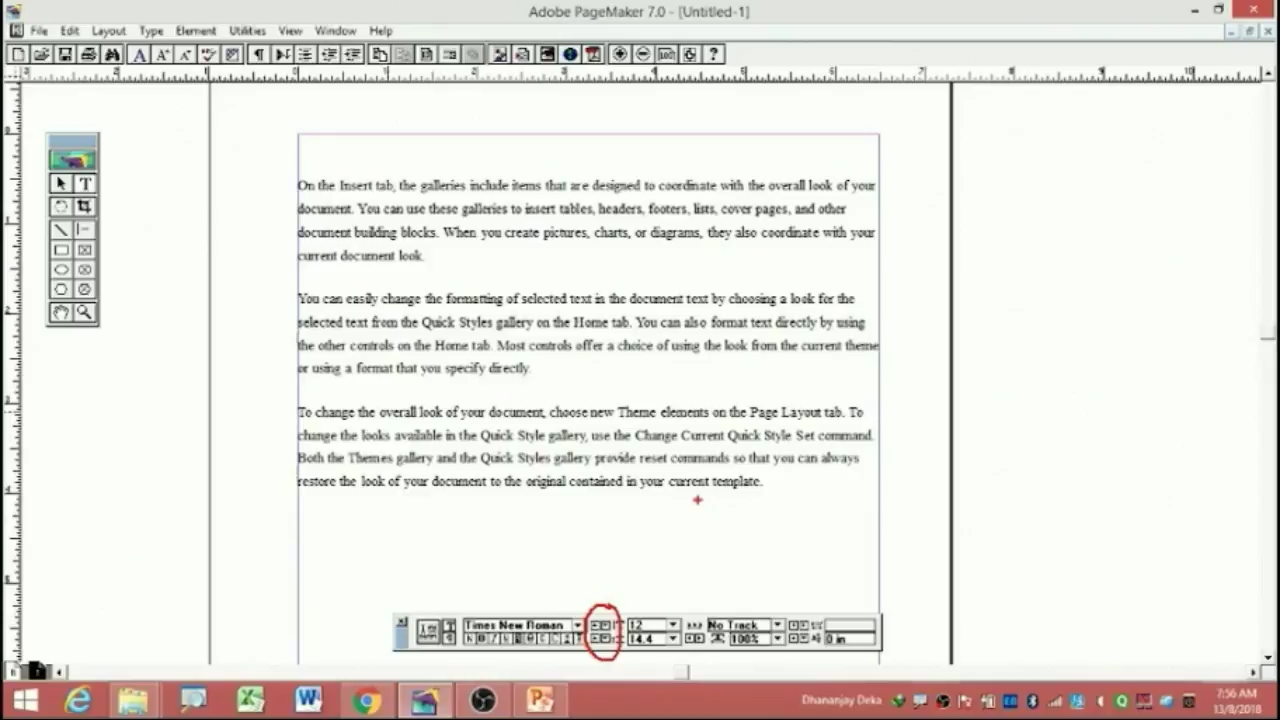 Adobe PageMaker 7.0 - [Untitled-1]
File Edit Layout Type Element Utilities View Window Help
On the Insert tab, the galleries include items that are designed to coordinate with the overall look of your
document. You can use these galleries to insert tables, headers, footers, lists, cover pages, and other
document building blocks. When you create pictures, charts, or diagrams, they also coordinate with your
current document look.
You can easily change the formatting of selected text in the document text by choosing a look for the
selected text from the Quick Styles gallery on the Home tab. You can also format text directly by using
the other controls on the Home tab. Most controls offer a choice of using the look from the current theme
or using a format that you specify directly.
To change the overall look of your document, choose new Theme elements on the Page Layout tab. To
change the looks available in the Quick Style gallery, use the Change Current Quick Style Set command.
Both the Themes gallery and the Quick Styles gallery provide reset commands so that you can always
restore the look of your document to the original contained in your current template.
Times New Roman 12 No Track
14.4 100% 0 in
Dhananjay Deka
7:56 AM
13/8/2018